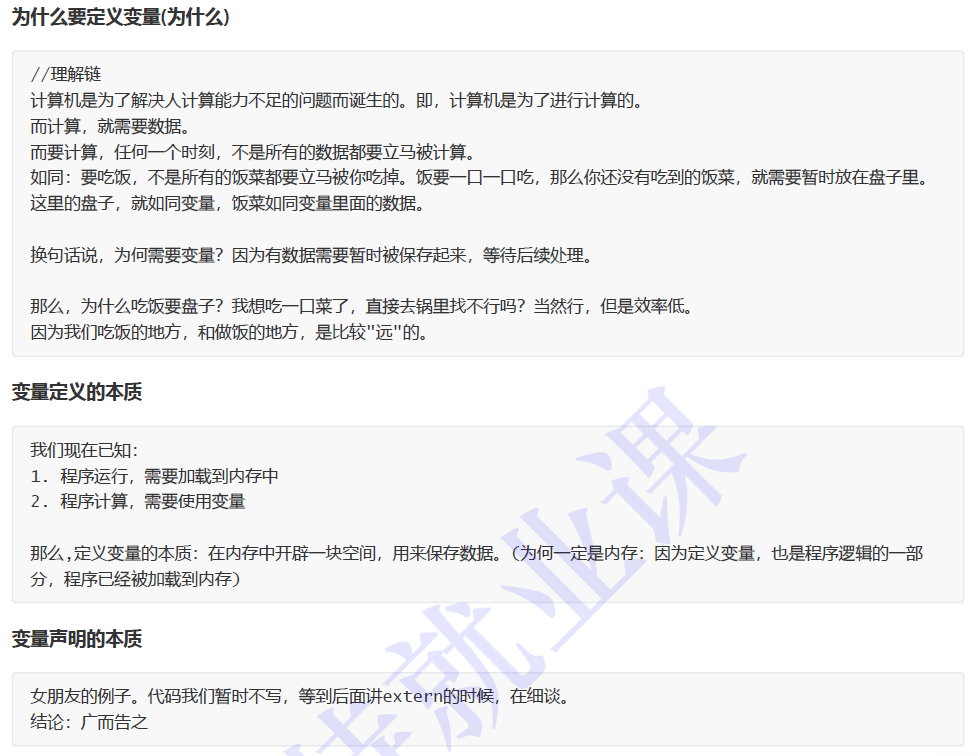 为什么要定义变量(为什么)
//理解链
计算机是为了解决人计算能力不足的问题而诞生的。即，计算机是为了进行计算的。
而计算，就需要数据。
而要计算，任何一个时刻，不是所有的数据都要立马被计算。
如同：要吃饭，不是所有的饭菜都要立马被你吃掉。饭要一口一口吃，那么你还没有吃到的饭菜，就需要暂时放在盘子里。
这里的盘子，就如同变量，饭菜如同变量里面的数据。
换句话说，为何需要变量？因为有数据需要暂时被保存起来，等待后续处理。
那么，为什么吃饭要盘子？我想吃一口菜了，直接去锅里找不行吗？当然行，但是效率低。
因为我们吃饭的地方，和做饭的地方，是比较"远"的。
变量定义的本质
我们现在已知：
1. 程序运行，需要加载到内存中
2. 程序计算，需要使用变量
那么,定义变量的本质：在内存中开辟一块空间，用来保存数据。（为何一定是内存：因为定义变量，也是程序逻辑的一部
分，程序已经被加载到内存）
变量声明的本质
女朋友的例子。代码我们暂时不写，等到后面讲extern的时候，在细谈。
结论：广而告之
就业课